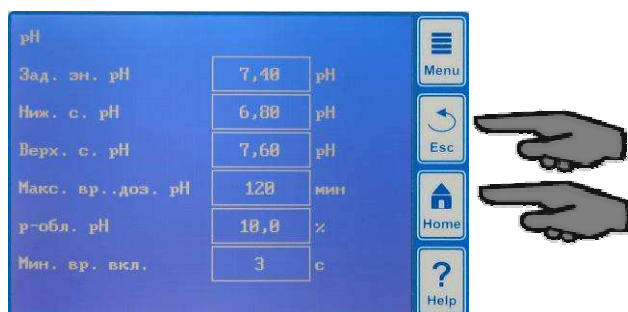 pH
Зад. зн. pH 7,40 pH
Menu
Ниж. с. pH 6,80 pH
Верх. с. pH 7,60 pH
Esc
Макс. вр..доз. pH 120 мин
р-обл. pH 10,0 %
Home
Мин. вр. вкл. 3 с
?
Help